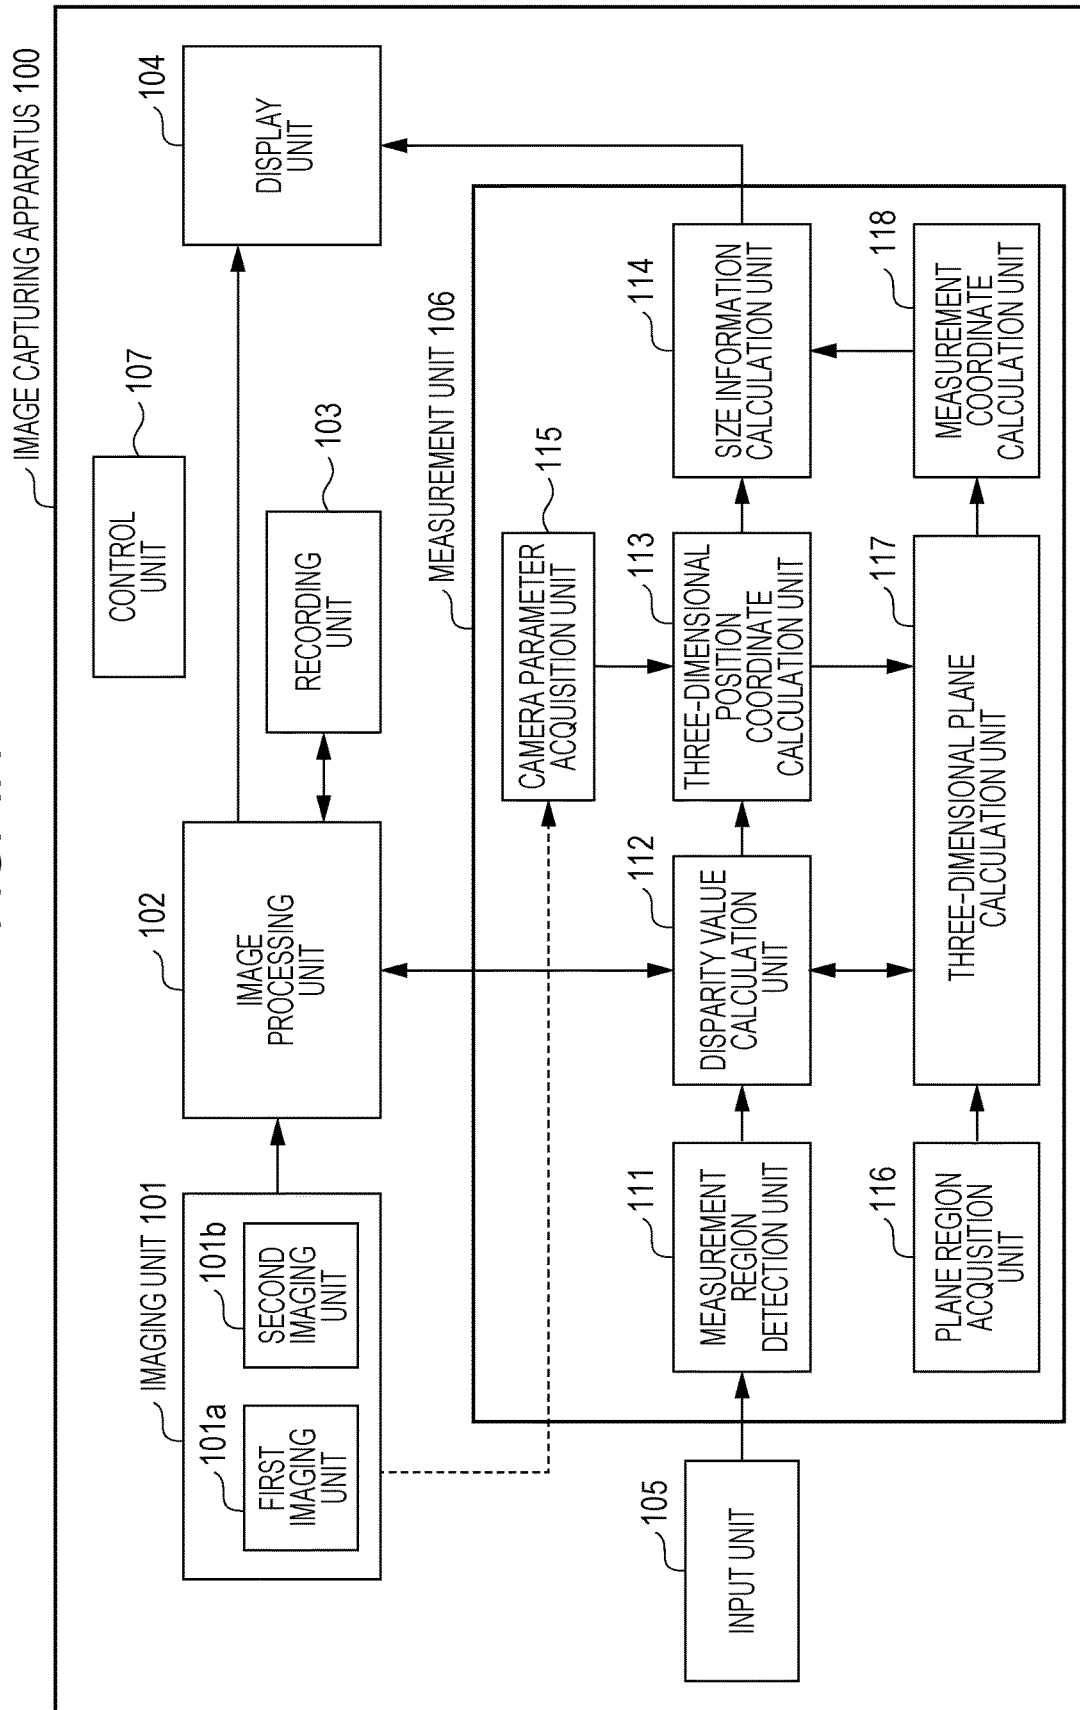 IMAGE CAPTURING APPARATUS 100
CONTROL
UNIT
107
IMAGING UNIT 101
101a
FIRST
IMAGING
UNIT
101b
SECOND
IMAGING
UNIT
102
IMAGE
PROCESSING
UNIT
103
RECORDING
UNIT
104
DISPLAY
UNIT
MEASUREMENT UNIT 106
CAMERA PARAMETER
ACQUISITION UNIT
115
105
INPUT UNIT
111
MEASUREMENT
REGION
DETECTION UNIT
112
DISPARITY VALUE
CALCULATION
UNIT
113
THREE-DIMENSIONAL
POSITION
COORDINATE
CALCULATION UNIT
114
SIZE INFORMATION
CALCULATION UNIT
116
PLANE REGION
ACQUISITION
UNIT
117
THREE-DIMENSIONAL PLANE
CALCULATION UNIT
118
MEASUREMENT
COORDINATE
CALCULATION UNIT